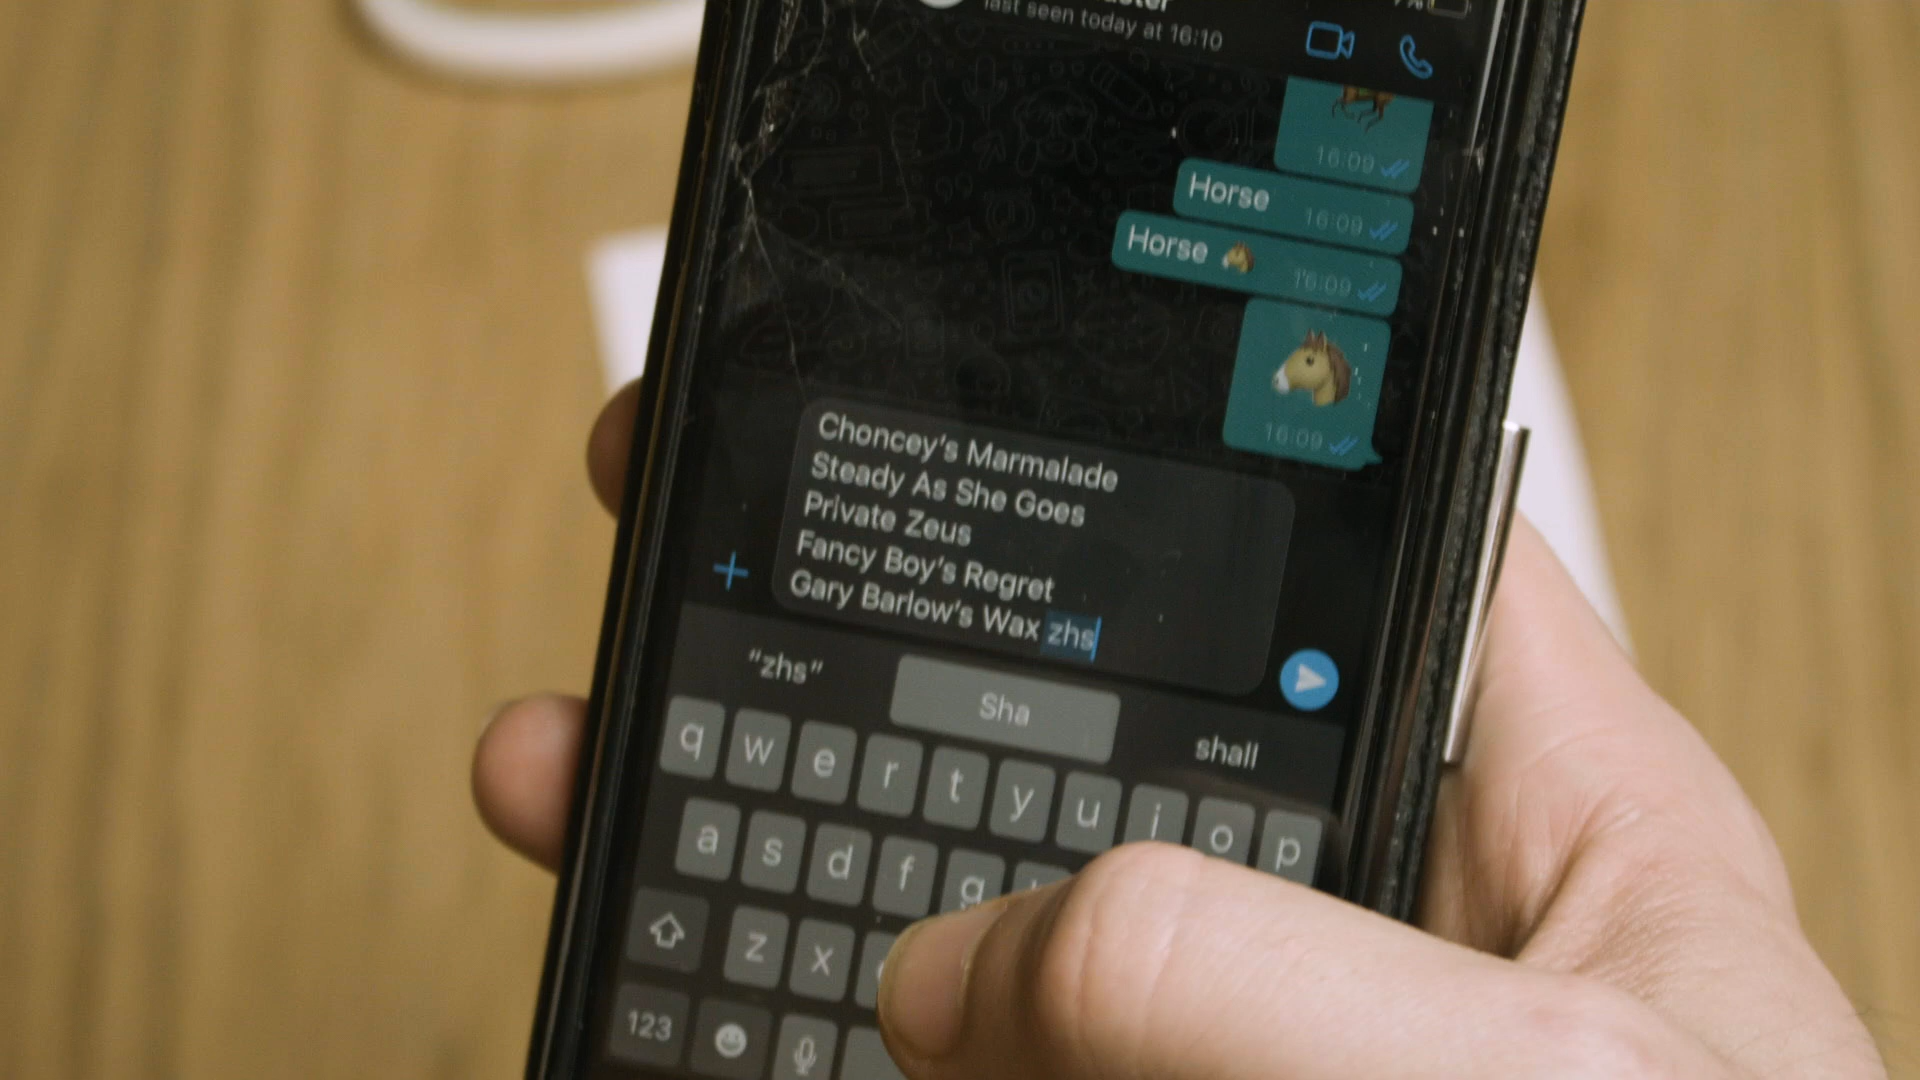 last seen today at 16:10
16:09
Horse
16:09
Horse
16:09
16:09
Choncey's Marmalade
Steady As She Goes
Private Zeus
Fancy Boy's Regret
Gary Barlow's Wax zhs
"zhs" Sha shall
q w e r t y u i o p
a s d f g
z x
123